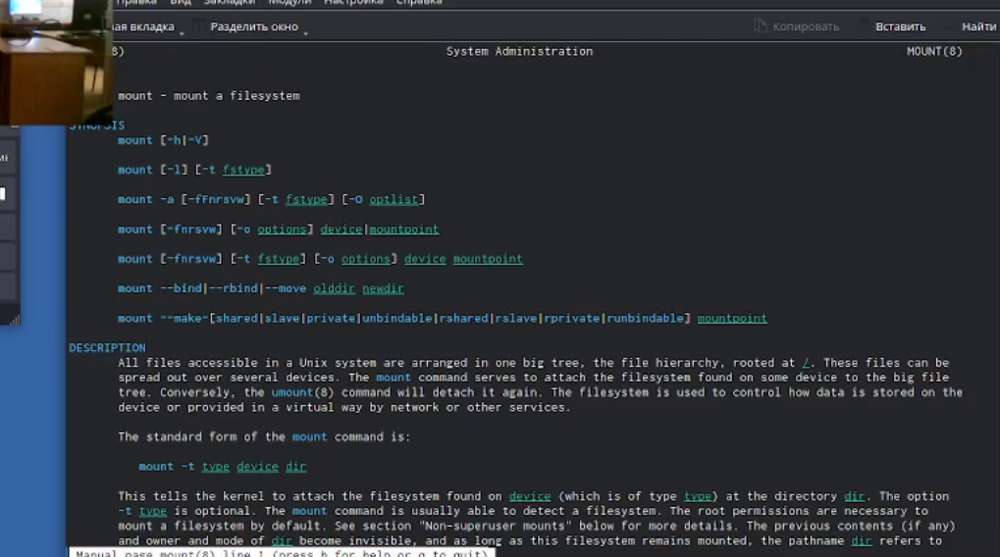 Правка Вид Закладки Модули Настройка Справка
ая вкладка Разделить окно Копировать Вставить Найти
8) System Administration MOUNT(8)
mount - mount a filesystem
SYNOPSIS
mount [-h|-V]
mount [-l] [-t fstype]
mount -a [-fFnrsvw] [-t fstype] [-O optlist]
mount [-fnrsvw] [-o options] device|mountpoint
mount [-fnrsvw] [-t fstype] [-o options] device mountpoint
mount --bind|--rbind|--move olddir newdir
mount --make-[shared|slave|private|unbindable|rshared|rslave|rprivate|runbindable] mountpoint
DESCRIPTION
All files accessible in a Unix system are arranged in one big tree, the file hierarchy, rooted at /. These files can be
spread out over several devices. The mount command serves to attach the filesystem found on some device to the big file
tree. Conversely, the umount(8) command will detach it again. The filesystem is used to control how data is stored on the
device or provided in a virtual way by network or other services.
The standard form of the mount command is:
mount -t type device dir
This tells the kernel to attach the filesystem found on device (which is of type type) at the directory dir. The option
-t type is optional. The mount command is usually able to detect a filesystem. The root permissions are necessary to
mount a filesystem by default. See section "Non-superuser mounts" below for more details. The previous contents (if any)
and owner and mode of dir become invisible, and as long as this filesystem remains mounted, the pathname dir refers to
Manual page mount(8) line 1 (press h for help or q to quit)